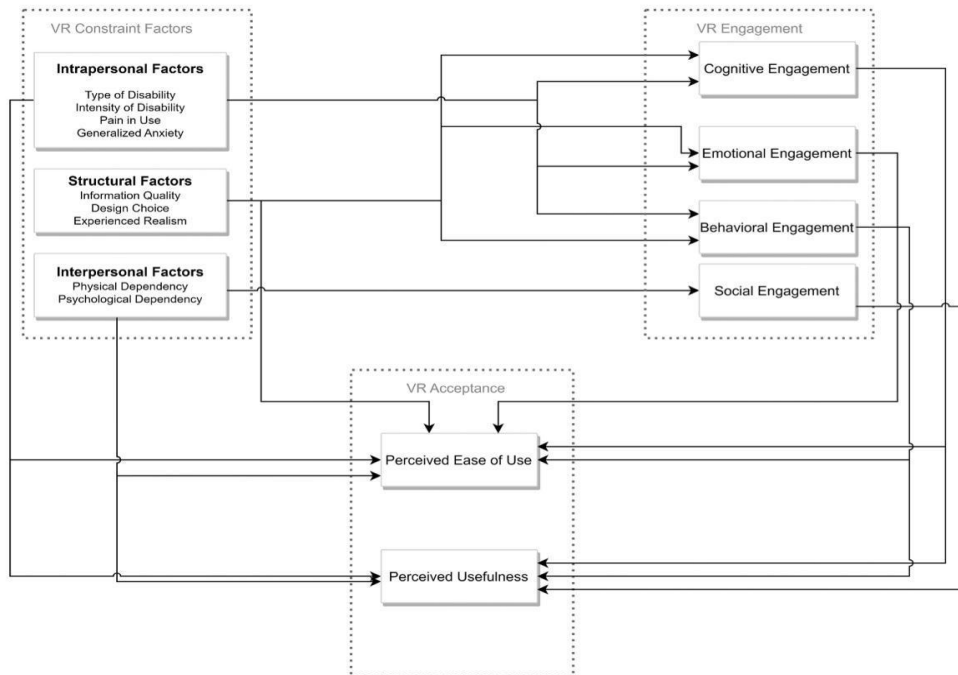 VR Constraint Factors
Intrapersonal Factors
Type of Disability
Intensity of Disability
Pain in Use
Generalized Anxiety
Structural Factors
Information Quality
Design Choice
Experienced Realism
Interpersonal Factors
Physical Dependency
Psychological Dependency
VR Engagement
Cognitive Engagement
Emotional Engagement
Behavioral Engagement
Social Engagement
VR Acceptance
Perceived Ease of Use
Perceived Usefulness